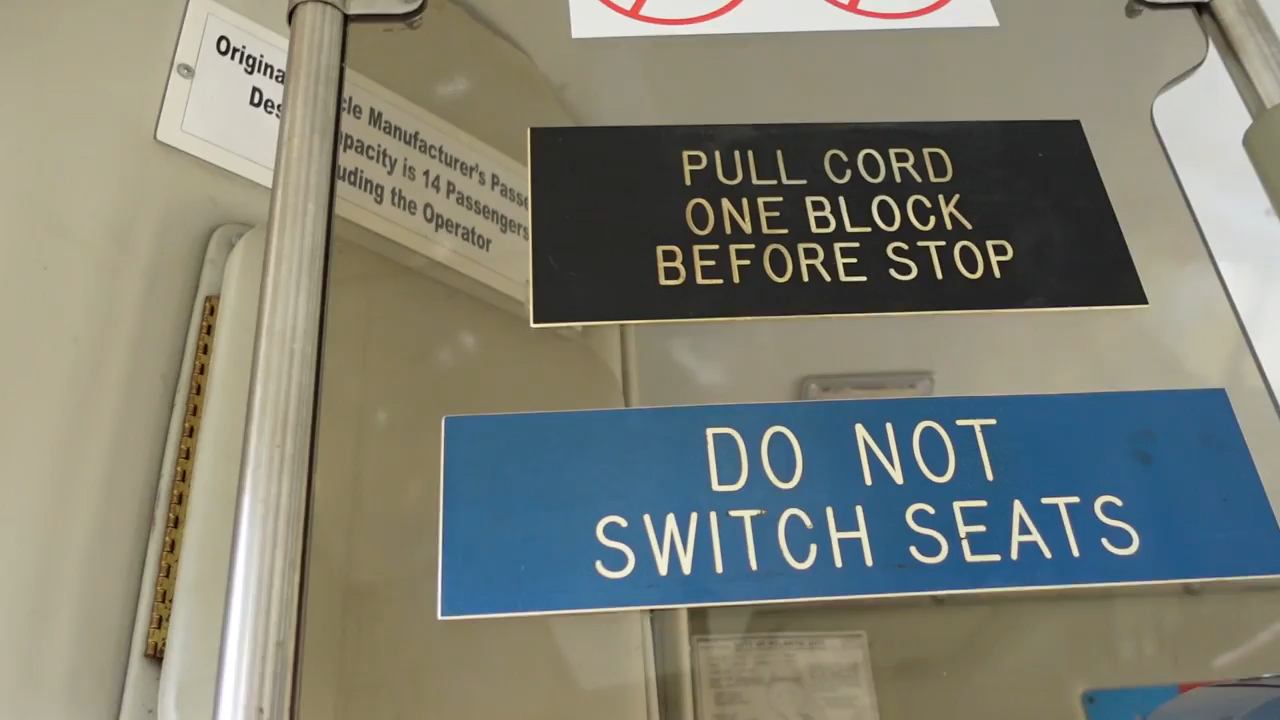 Origina
cle Manufacturer's Passe
Des
apacity is 14 Passengers
uding the Operator
PULL CORD
ONE BLOCK
BEFORE STOP
DO NOT
SWITCH SEATS